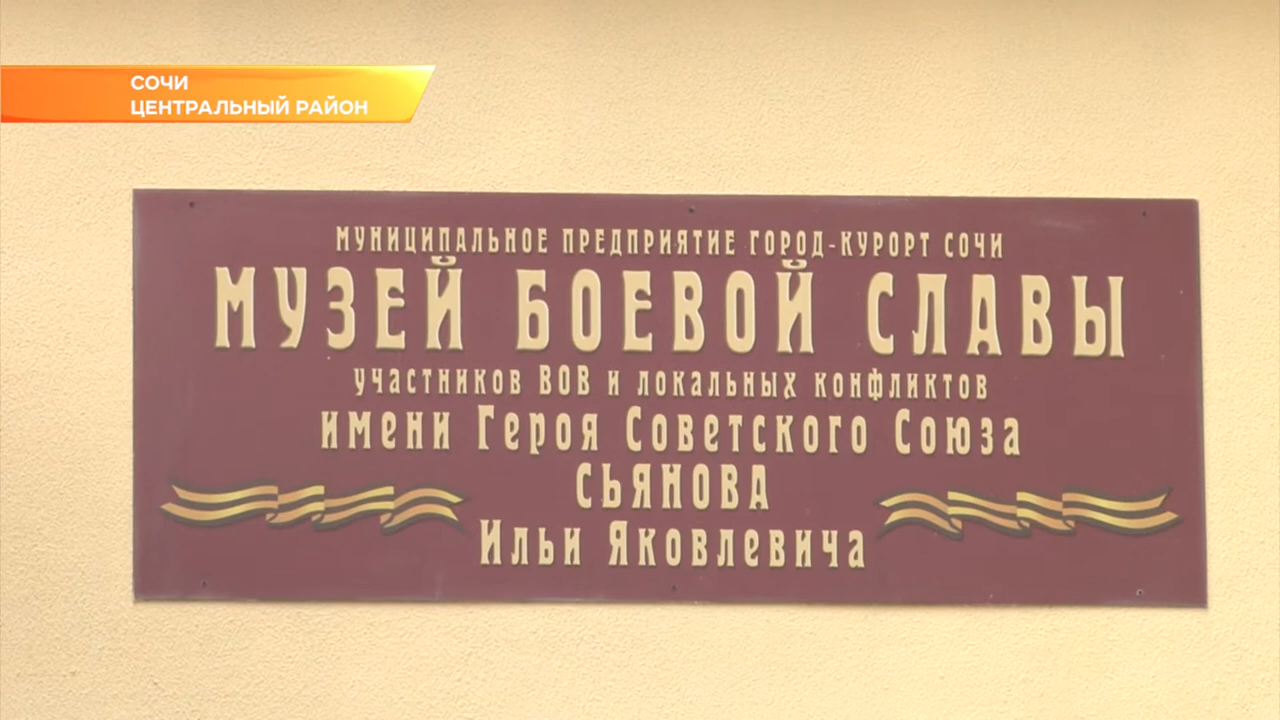 СОЧИ
ЦЕНТРАЛЬНЫЙ РАЙОН
МУНИЦИПАЛЬНОЕ ПРЕДПРИЯТИЕ ГОРОД-КУРОРТ СОЧИ
МУЗЕЙ БОЕВОЙ СЛАВЫ
УЧАСТНИКОВ ВОВ И ЛОКАЛЬНЫХ КОНФЛИКТОВ
ИМЕНИ ГЕРОЯ СОВЕТСКОГО СОЮЗА
СЬЯНОВА
ИЛЬИ ЯКОВЛЕВИЧА